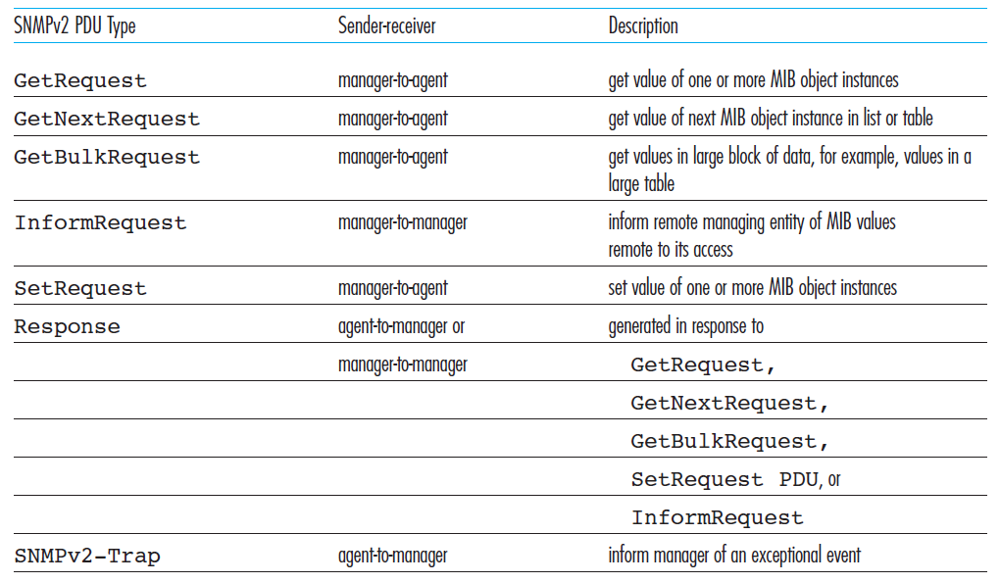 SNMPv2 PDU Type Sender-receiver Description
GetRequest manager-to-agent get value of one or more MIB object instances
GetNextRequest manager-to-agent get value of next MIB object instance in list or table
GetBulkRequest manager-to-agent get values in large block of data, for example, values in a
large table
InformRequest manager-to-manager inform remote managing entity of MIB values
remote to its access
SetRequest manager-to-agent set value of one or more MIB object instances
Response agent-to-manager or generated in response to
manager-to-manager GetRequest,
GetNextRequest,
GetBulkRequest,
SetRequest PDU, or
InformRequest
SNMPv2-Trap agent-to-manager inform manager of an exceptional event